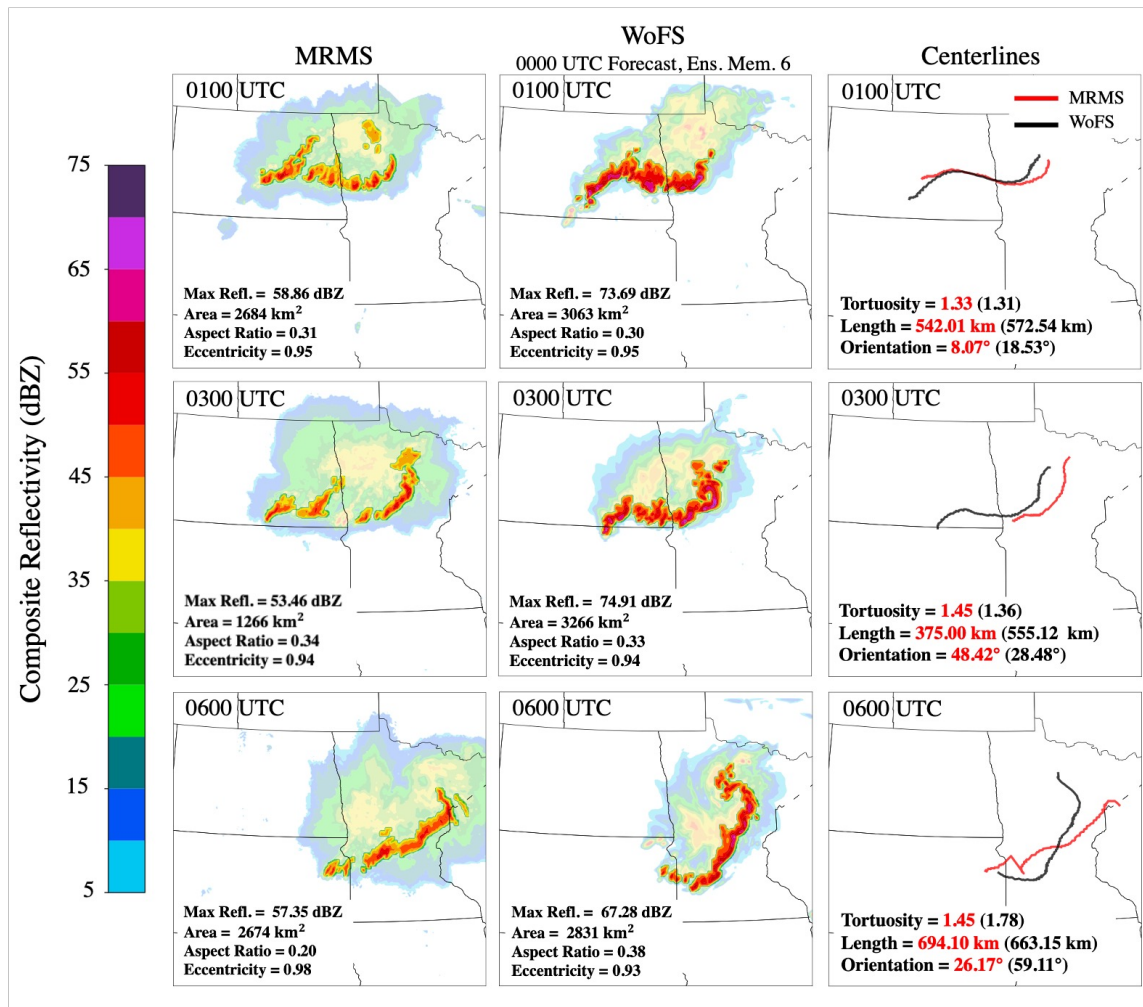 MRMS
WoFS
0000 UTC Forecast, Ens. Mem. 6
Centerlines
Composite Reflectivity (dBZ)
75
65
55
45
35
25
15
5
0100 UTC
Max Refl. = 58.86 dBZ
Area = 2684 km²
Aspect Ratio = 0.31
Eccentricity = 0.95
0100 UTC
Max Refl. = 73.69 dBZ
Area = 3063 km²
Aspect Ratio = 0.30
Eccentricity = 0.95
0100 UTC
MRMS
WoFS
Tortuosity = 1.33 (1.31)
Length = 542.01 km (572.54 km)
Orientation = 8.07° (18.53°)
0300 UTC
Max Refl. = 53.46 dBZ
Area = 1266 km²
Aspect Ratio = 0.34
Eccentricity = 0.94
0300 UTC
Max Refl. = 74.91 dBZ
Area = 3266 km²
Aspect Ratio = 0.33
Eccentricity = 0.94
0300 UTC
Tortuosity = 1.45 (1.36)
Length = 375.00 km (555.12 km)
Orientation = 48.42° (28.48°)
0600 UTC
Max Refl. = 57.35 dBZ
Area = 2674 km²
Aspect Ratio = 0.20
Eccentricity = 0.98
0600 UTC
Max Refl. = 67.28 dBZ
Area = 2831 km²
Aspect Ratio = 0.38
Eccentricity = 0.93
0600 UTC
Tortuosity = 1.45 (1.78)
Length = 694.10 km (663.15 km)
Orientation = 26.17° (59.11°)